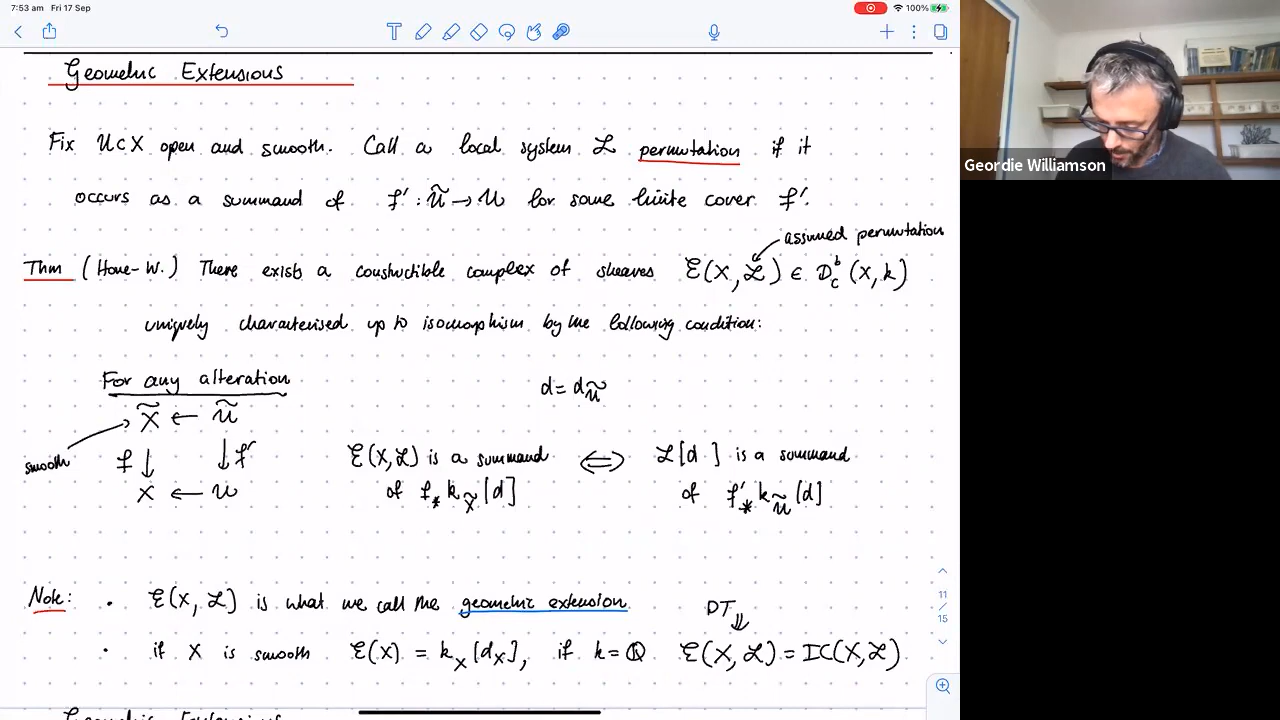 7:53 am Fri 17 Sep
100%
Geometric Extensions
Fix U ⊂ X open and smooth. Call a local system ℒ permutation if it
occurs as a summand of f' : Ũ → U for some finite cover f'.
assumed permutation
Thm (Hone-W.) There exists a constructible complex of sheaves ℰ(X, ℒ) ∈ D^b_c (X, k)
uniquely characterised up to isomorphism by the following condition:
For any alteration
d = d_Ũ
X̃ ← Ũ
smooth
f ↓ ↓ f'
ℰ(X, ℒ) is a summand ⟺ ℒ[d] is a summand
X ← U
of f_* k_X̃ [d] of f'_* k_Ũ [d]
Note: • ℰ(X, ℒ) is what we call the geometric extension
DT ⇓
• if X is smooth ℰ(X) = k_X [d_X], if k = ℚ ℰ(X, ℒ) = IC(X, ℒ)
Geometric Extensions
11
/
15
Geordie Williamson